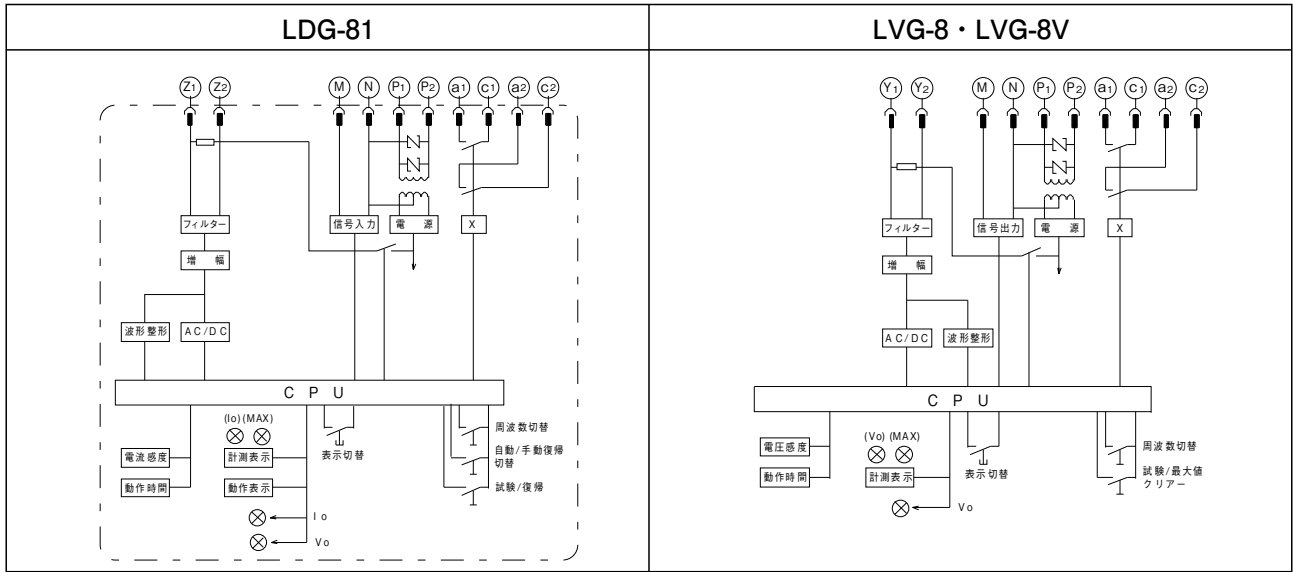 LDG-81
Z1 Z2 M N P1 P2 a1 c1 a2 c2
フィルター 信号入力 電 源 X
増 幅
波形整形 AC/DC
C P U
(Io) (MAX)
周波数切替
電流感度 計測表示 表示切替
自動/手動復帰
切替
動作時間 動作表示
試験/復帰
Io
Vo
LVG-8・LVG-8V
Y1 Y2 M N P1 P2 a1 c1 a2 c2
フィルター 信号出力 電 源 X
増 幅
AC/DC 波形整形
C P U
(Vo) (MAX)
電圧感度
周波数切替
動作時間 計測表示 表示切替
試験/最大値
クリアー
Vo